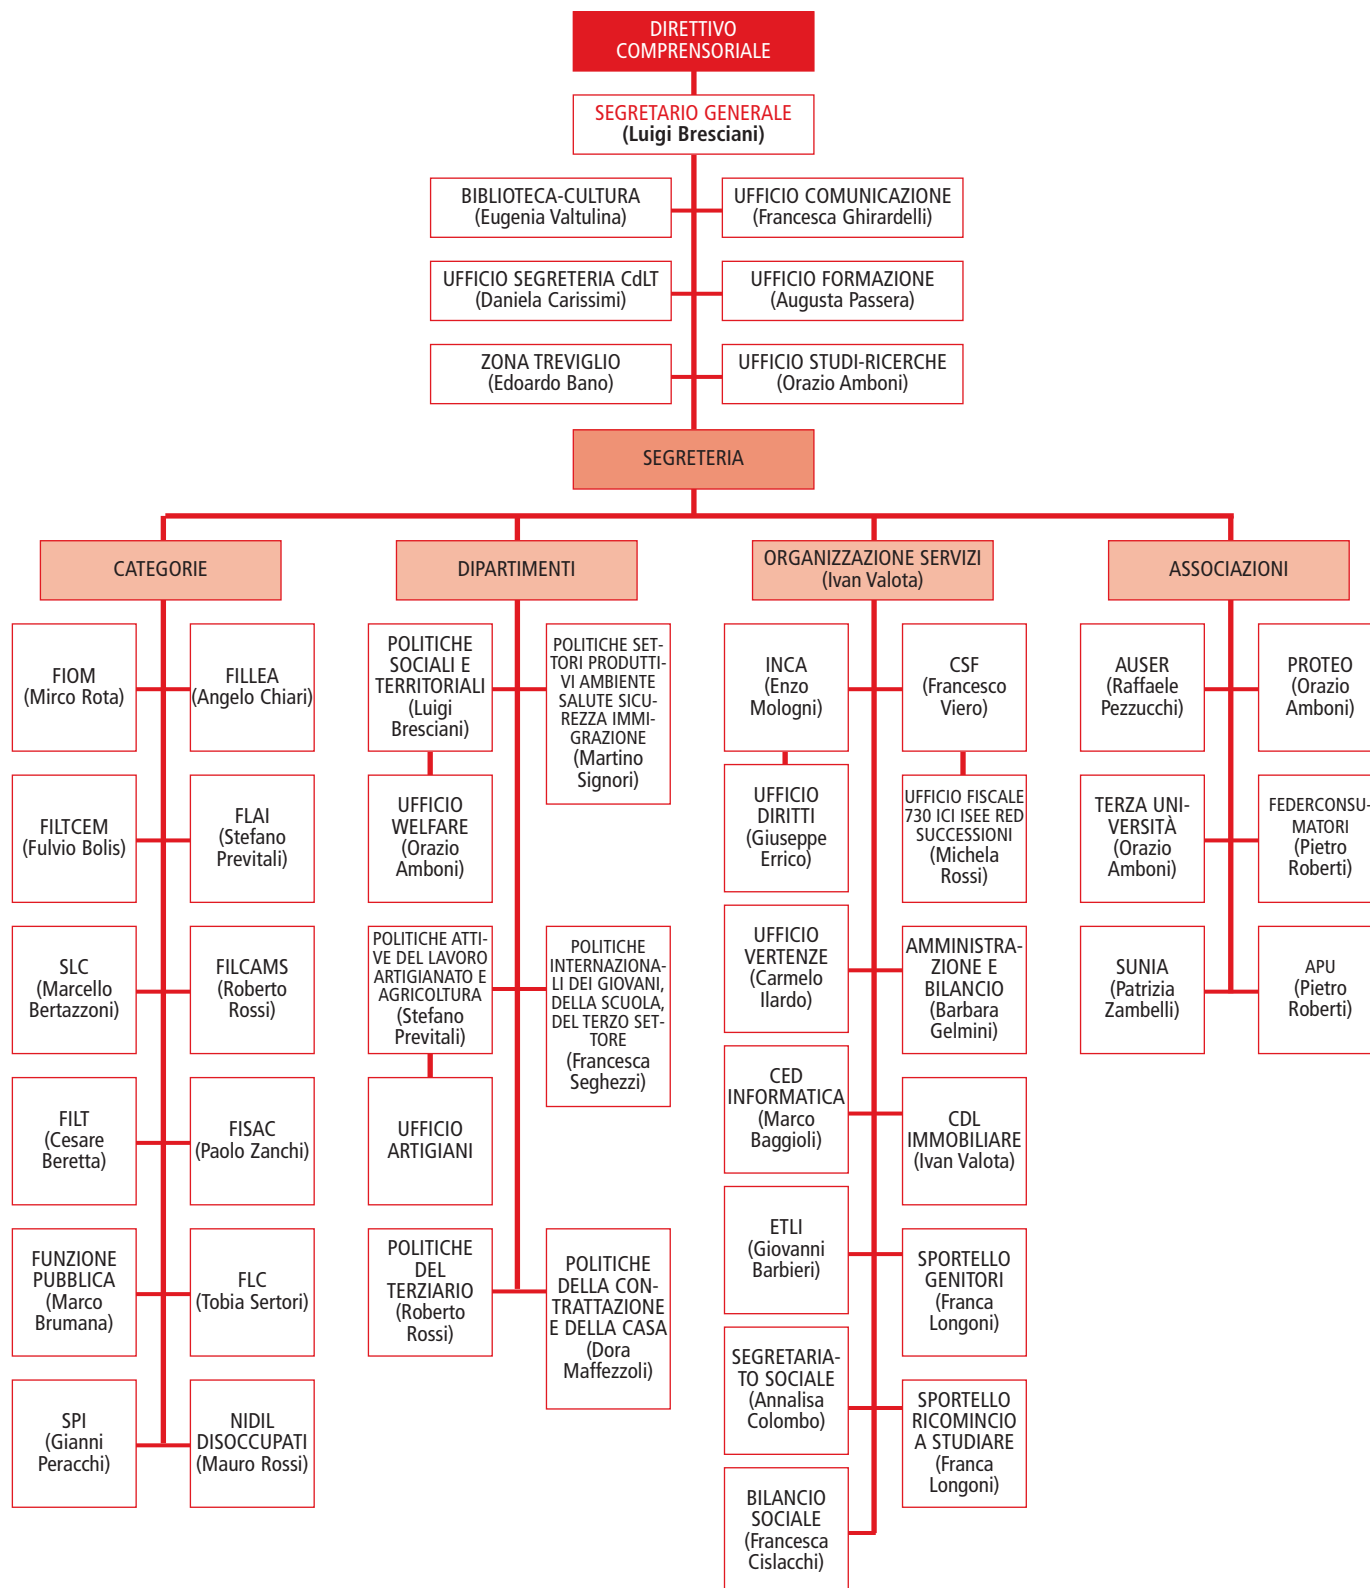 DIRETTIVO
COMPRENSORIALE
SEGRETARIO GENERALE
(Luigi Bresciani)
BIBLIOTECA-CULTURA
(Eugenia Valtulina)
UFFICIO COMUNICAZIONE
(Francesca Ghirardelli)
UFFICIO SEGRETERIA CdLT
(Daniela Carissimi)
UFFICIO FORMAZIONE
(Augusta Passera)
ZONA TREVIGLIO
(Edoardo Bano)
UFFICIO STUDI-RICERCHE
(Orazio Amboni)
SEGRETERIA
CATEGORIE
FIOM
(Mirco Rota)
FILLEA
(Angelo Chiari)
FILTCEM
(Fulvio Bolis)
FLAI
(Stefano
Previtali)
SLC
(Marcello
Bertazzoni)
FILCAMS
(Roberto
Rossi)
FILT
(Cesare
Beretta)
FISAC
(Paolo Zanchi)
FUNZIONE
PUBBLICA
(Marco
Brumana)
FLC
(Tobia Sertori)
SPI
(Gianni
Peracchi)
NIDIL
DISOCCUPATI
(Mauro Rossi)
DIPARTIMENTI
POLITICHE
SOCIALI E
TERRITORIALI
(Luigi
Bresciani)
POLITICHE SET-
TORI PRODUTTI-
VI AMBIENTE
SALUTE SICU-
REZZA IMMI-
GRAZIONE
(Martino
Signori)
UFFICIO
WELFARE
(Orazio
Amboni)
POLITICHE ATTI-
VE DEL LAVORO
ARTIGIANATO E
AGRICOLTURA
(Stefano
Previtali)
POLITICHE
INTERNAZIONA-
LI DEI GIOVANI,
DELLA SCUOLA,
DEL TERZO SET-
TORE
(Francesca
Seghezzi)
UFFICIO
ARTIGIANI
POLITICHE
DEL
TERZIARIO
(Roberto
Rossi)
POLITICHE
DELLA CON-
TRATTAZIONE
E DELLA CASA
(Dora
Maffezzoli)
ORGANIZZAZIONE SERVIZI
(Ivan Valota)
INCA
(Enzo
Mologni)
CSF
(Francesco
Viero)
UFFICIO
DIRITTI
(Giuseppe
Errico)
UFFICIO FISCALE
730 ICI ISEE RED
SUCCESSIONI
(Michela
Rossi)
UFFICIO
VERTENZE
(Carmelo
Ilardo)
AMMINISTRA-
ZIONE E
BILANCIO
(Barbara
Gelmini)
CED
INFORMATICA
(Marco
Baggioli)
CDL
IMMOBILIARE
(Ivan Valota)
ETLI
(Giovanni
Barbieri)
SPORTELLO
GENITORI
(Franca
Longoni)
SEGRETARIA-
TO SOCIALE
(Annalisa
Colombo)
SPORTELLO
RICOMINCIO
A STUDIARE
(Franca
Longoni)
BILANCIO
SOCIALE
(Francesca
Cislacchi)
ASSOCIAZIONI
AUSER
(Raffaele
Pezzucchi)
PROTEO
(Orazio
Amboni)
TERZA UNI-
VERSITÀ
(Orazio
Amboni)
FEDERCONSU-
MATORI
(Pietro
Roberti)
SUNIA
(Patrizia
Zambelli)
APU
(Pietro
Roberti)